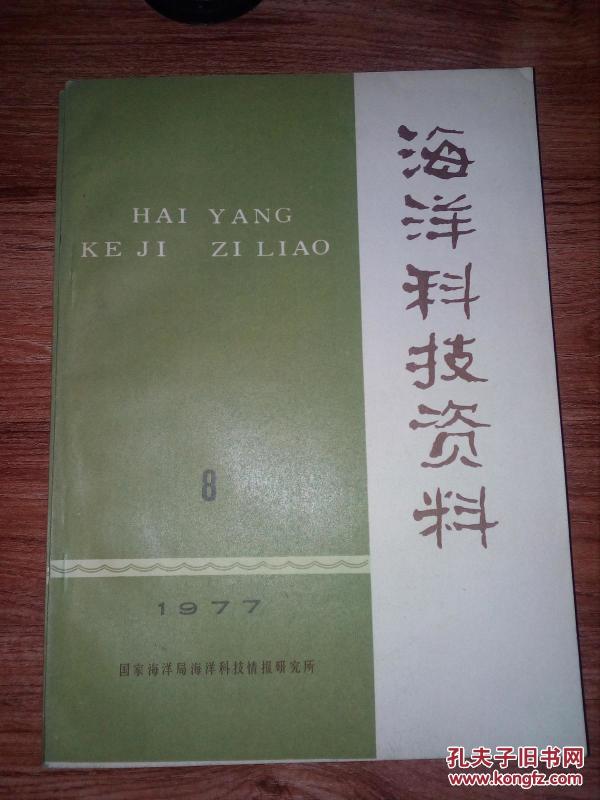 海洋科技资料
HAI YANG
KE JI ZI LIAO
8
1977
国家海洋局海洋科技情报研究所
孔夫子旧书网
www.kongfz.com